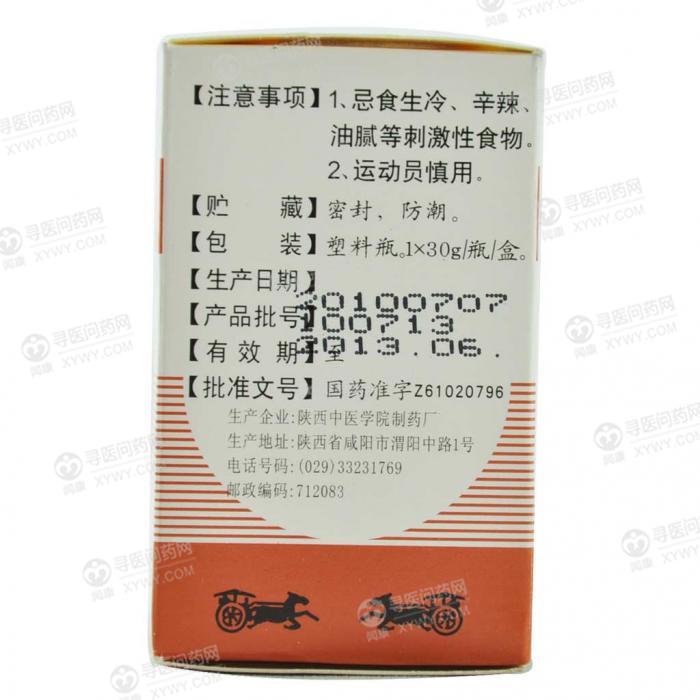 【注意事项】1、忌食生冷、辛辣、
油腻等刺激性食物。
2、运动员慎用。
【贮 藏】密封，防潮。
【包 装】塑料瓶。1×30g/瓶/盒。
【生产日期】20100707
【产品批号】100713
【有效期】至 2013.06.
【批准文号】国药准字Z61020796
生产企业:陕西中医学院制药厂
生产地址:陕西省咸阳市渭阳中路1号
电话号码:(029)33231769
邮政编码:712083
寻医问药网
闻康 XYWY.COM